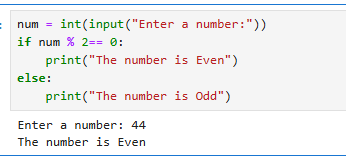 num = int(input("Enter a number:"))
if num % 2== 0:
    print("The number is Even")
else:
    print("The number is Odd")
Enter a number: 44
The number is Even